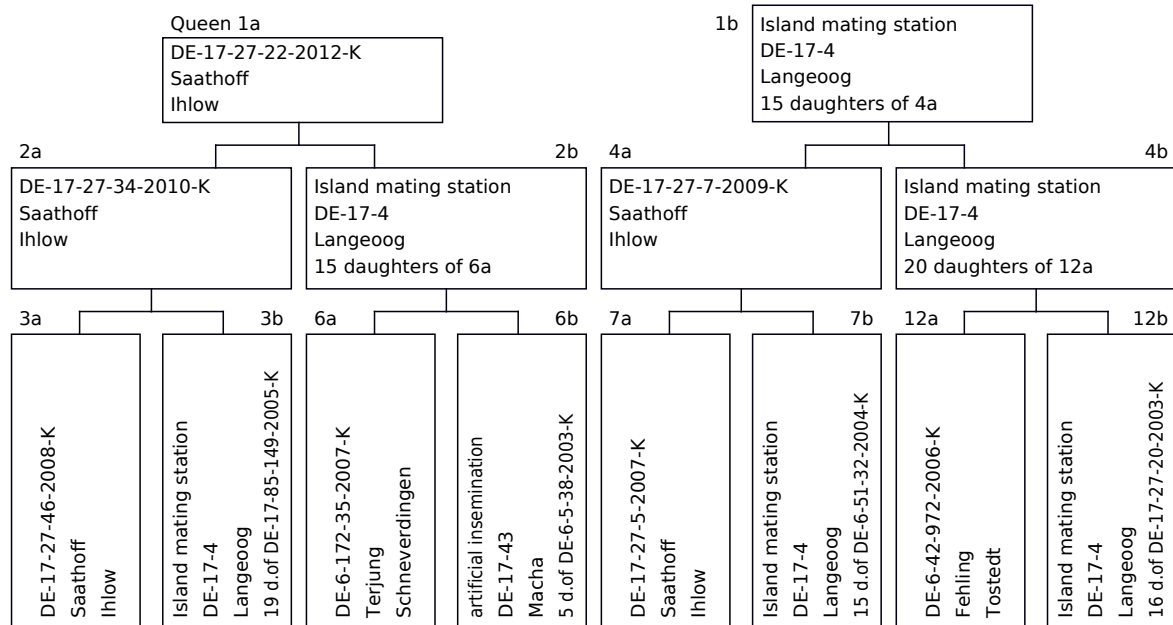 Queen 1a
DE-17-27-22-2012-K
Saathoff
Ihlow
1b
Island mating station
DE-17-4
Langeoog
15 daughters of 4a
2a
DE-17-27-34-2010-K
Saathoff
Ihlow
2b
Island mating station
DE-17-4
Langeoog
15 daughters of 6a
4a
DE-17-27-7-2009-K
Saathoff
Ihlow
4b
Island mating station
DE-17-4
Langeoog
20 daughters of 12a
3a
DE-17-27-46-2008-K
Saathoff
Ihlow
3b
Island mating station
DE-17-4
Langeoog
19 d.of DE-17-85-149-2005-K
6a
DE-6-172-35-2007-K
Terjung
Schneverdingen
6b
artificial insemination
DE-17-43
Macha
5 d.of DE-6-5-38-2003-K
7a
DE-17-27-5-2007-K
Saathoff
Ihlow
7b
Island mating station
DE-17-4
Langeoog
15 d.of DE-6-51-32-2004-K
12a
DE-6-42-972-2006-K
Fehling
Tostedt
12b
Island mating station
DE-17-4
Langeoog
16 d.of DE-17-27-20-2003-K